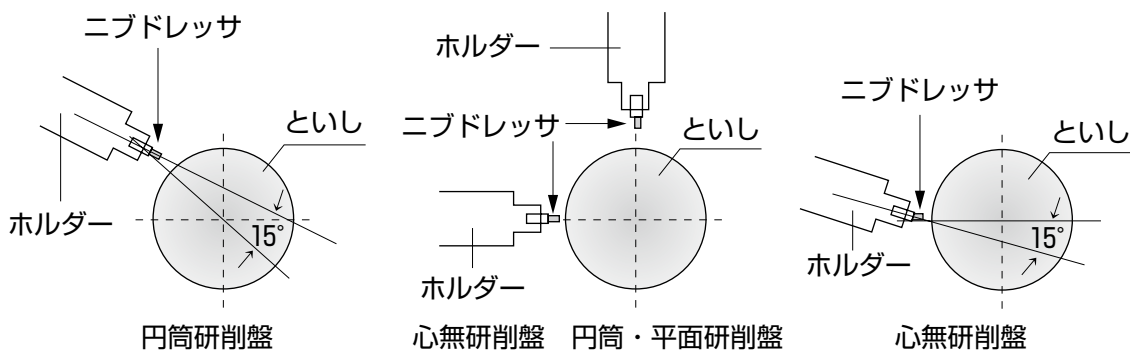 ニブドレッサ
といし
ホルダー
15°
円筒研削盤
ホルダー
ニブドレッサ
といし
ホルダー
心無研削盤
円筒・平面研削盤
ニブドレッサ
といし
ホルダー
15°
心無研削盤